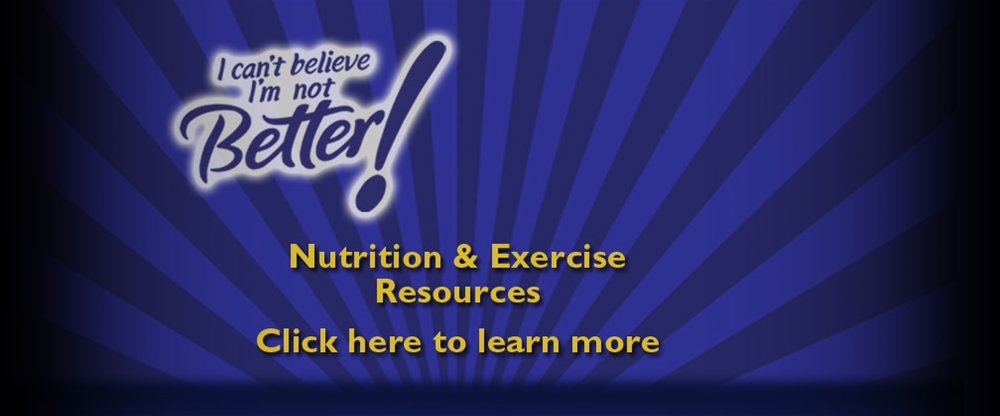 I can't believe
I'm not
Better!
Nutrition & Exercise
Resources
Click here to learn more